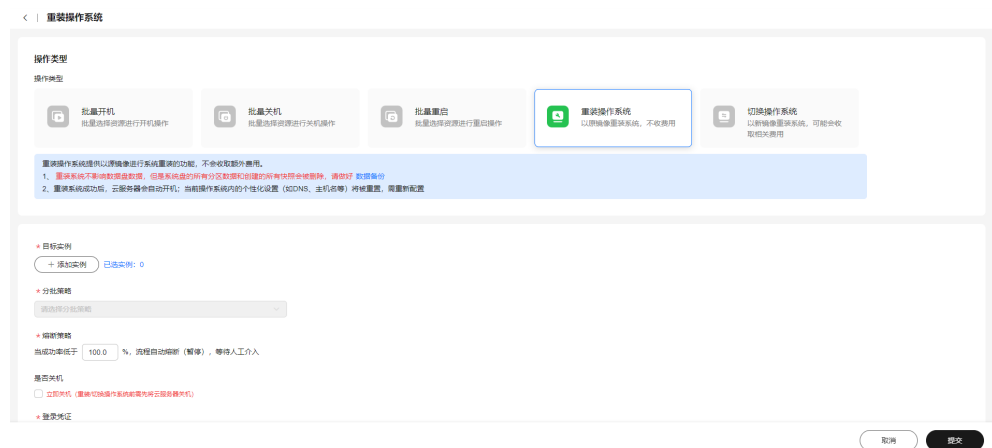 重装操作系统
操作类型
操作类型
批量开机
批量选择资源进行开机操作
批量关机
批量选择资源进行关机操作
批量重启
批量选择资源进行重启操作
重装操作系统
以原镜像重装系统，不收费用
切换操作系统
以新镜像重装系统，可能会收
取相关费用
重装操作系统提供以原镜像进行系统重装的功能，不会收取额外费用。
1、 重装系统不影响数据盘数据，但是系统盘的所有分区数据和创建的所有快照会被删除，请做好 数据备份
2、重装系统成功后，云服务器会自动开机；当前操作系统内的个性化设置（如DNS、主机名等）将被重置，需重新配置
* 目标实例
+ 添加实例 已选实例：0
* 分批策略
请选择分批策略
* 熔断策略
当成功率低于 100.0 %，流程自动熔断（暂停），等待人工介入
是否关机
立即关机（重装/切换操作系统前需先将云服务器关机）
* 登录凭证
取消 提交